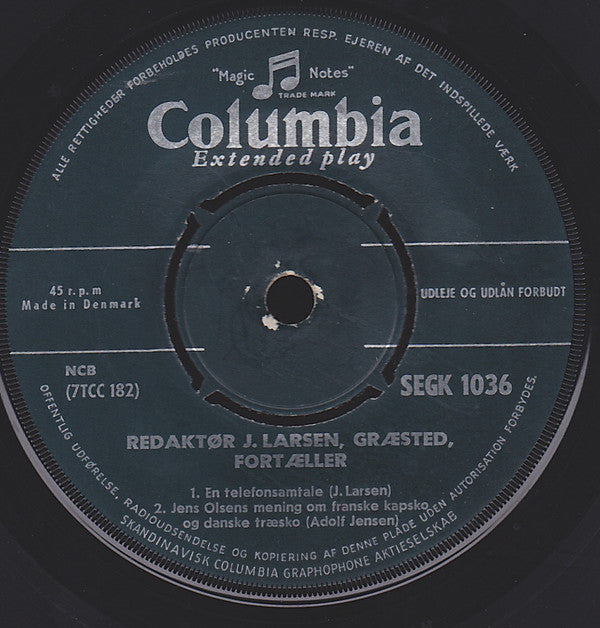 ALLE RETTIGHEDER FORBEHOLDES PRODUCENTEN RESP. EJEREN AF DET INDSPILLEDE VÆRK
"Magic Notes"
TRADE MARK
Columbia
Extended play
45 r.p.m
Made in Denmark
UDLEJE OG UDLÅN FORBUDT
NCB
(7TCC 182)
SEGK 1036
REDAKTØR J. LARSEN, GRÆSTED,
FORTÆLLER
1. En telefonsamtale (J. Larsen)
2. Jens Olsens mening om franske kapsko
og danske træsko (Adolf Jensen)
OFFENTLIG UDFØRELSE, RADIOUDSENDELSE OG KOPIERING AF DENNE PLADE UDEN AUTORISATION FORBYDES.
SKANDINAVISK COLUMBIA GRAPHOPHONE AKTIESELSKAB